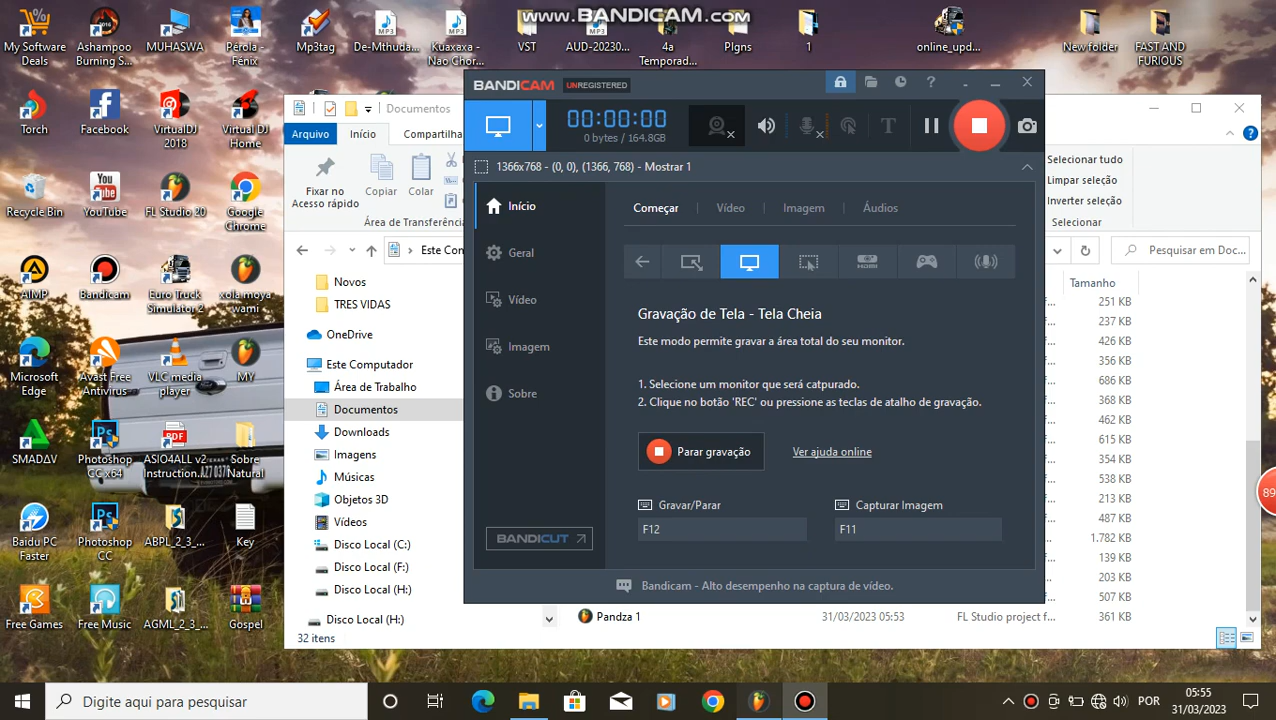 www.BANDICAM.com
My Software Deals
Ashampoo Burning S...
MUHASWA
Pérola - Fenix
Mp3tag
De-Mthuda...
Kuaxaxa - Nao Chor...
VST
AUD-20230...
4a Temporad...
Plgns
1
online_upd...
New folder
FAST AND FURIOUS
Torch
Facebook
VirtualDJ 2018
Virtual DJ Home
Recycle Bin
YouTube
FL Studio 20
Google Chrome
AIMP
Bandicam
Euro Truck Simulator 2
xola moya wami
Microsoft Edge
Avast Free Antivirus
VLC media player
MY
SMADΔV
Photoshop CC x64
ASIO4ALL v2 Instruction...
Sobre Natural
Baidu PC Faster
Photoshop CC
ABPL_2_3_...
Key
Free Games
Free Music
AGML_2_3_...
Gospel
Documentos
Arquivo
Início
Compartilha
Fixar no Acesso rápido
Copiar
Colar
Área de Transferênc
Selecionar tudo
Limpar seleção
Inverter seleção
Selecionar
Este Com
Pesquisar em Doc...
Novos
TRES VIDAS
OneDrive
Este Computador
Área de Trabalho
Documentos
Downloads
Imagens
Músicas
Objetos 3D
Vídeos
Disco Local (C:)
Disco Local (F:)
Disco Local (H:)
Disco Local (H:)
32 itens
Tamanho
f... 251 KB
f... 237 KB
f... 426 KB
f... 356 KB
f... 686 KB
f... 368 KB
f... 462 KB
f... 615 KB
f... 354 KB
f... 538 KB
f... 213 KB
f... 487 KB
f... 1.782 KB
f... 139 KB
f... 203 KB
f... 507 KB
Pandza 1 31/03/2023 05:53 FL Studio project f... 361 KB
BANDICAM UNREGISTERED
00:00:00
0 bytes / 164.8GB
1366x768 - (0, 0), (1366, 768) - Mostrar 1
Início
Geral
Vídeo
Imagem
Sobre
BANDICUT
Começar
Vídeo
Imagem
Áudios
HDMI
Gravação de Tela - Tela Cheia
Este modo permite gravar a área total do seu monitor.
1. Selecione um monitor que será catpurado.
2. Clique no botão 'REC' ou pressione as teclas de atalho de gravação.
Parar gravação
Ver ajuda online
Gravar/Parar
F12
Capturar Imagem
F11
Bandicam - Alto desempenho na captura de vídeo.
89
Digite aqui para pesquisar
POR
05:55
31/03/2023